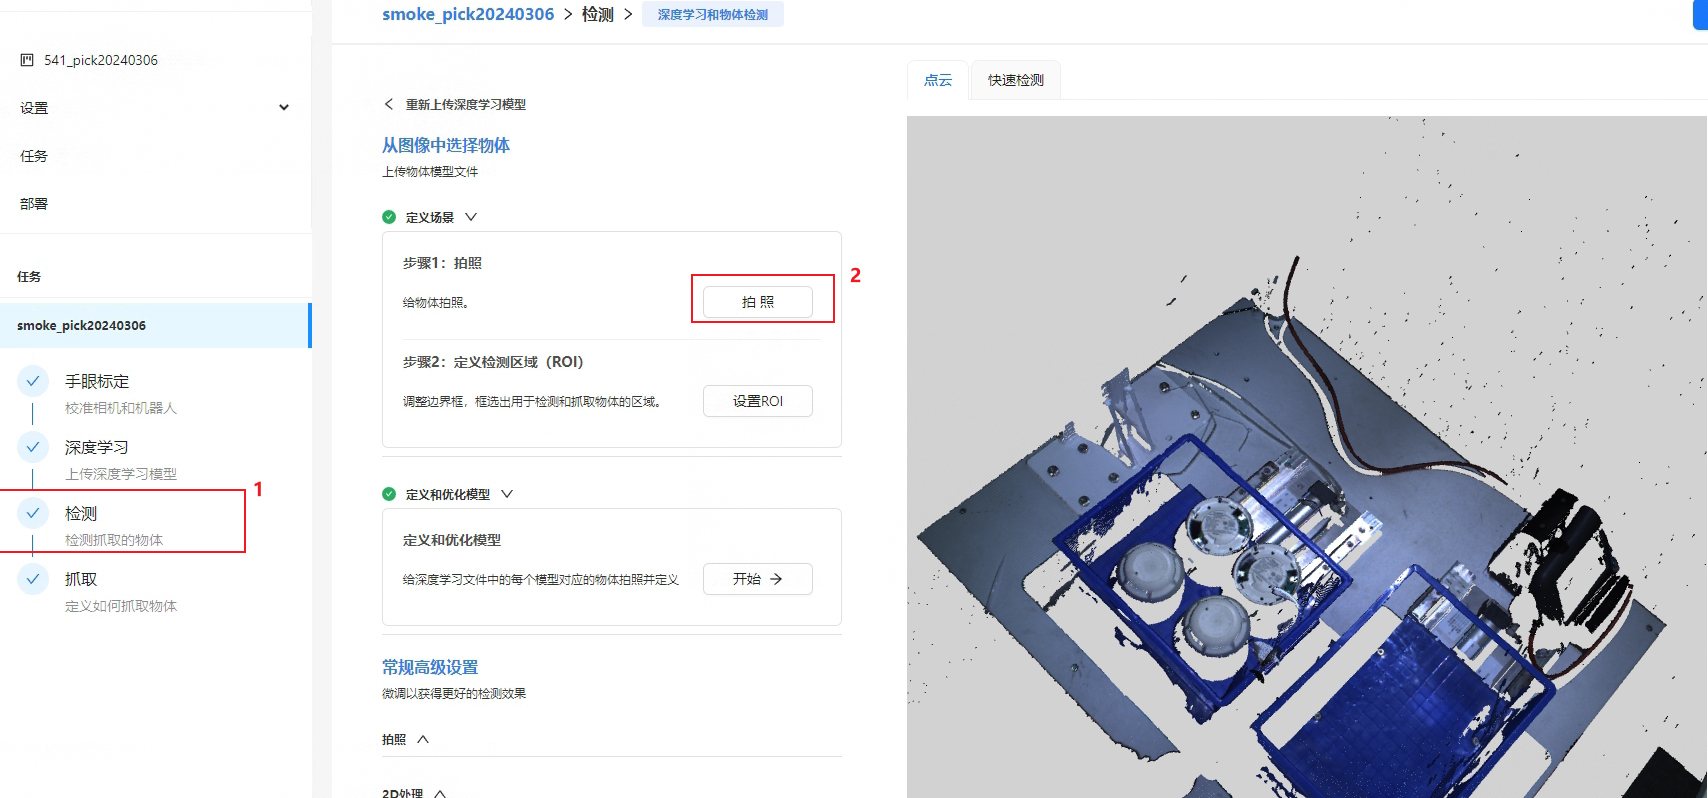 541_pick20240306
设置
任务
部署
任务
smoke_pick20240306
手眼标定
校准相机和机器人
深度学习
上传深度学习模型
1
检测
检测抓取的物体
抓取
定义如何抓取物体
smoke_pick20240306 > 检测 > 深度学习和物体检测
重新上传深度学习模型
从图像中选择物体
上传物体模型文件
定义场景
步骤1：拍照
给物体拍照。
拍 照
2
步骤2：定义检测区域（ROI）
调整边界框，框选出用于检测和抓取物体的区域。
设置ROI
定义和优化模型
定义和优化模型
给深度学习文件中的每个模型对应的物体拍照并定义
开始 →
常规高级设置
微调以获得更好的检测效果
拍照
2D处理
点云
快速检测